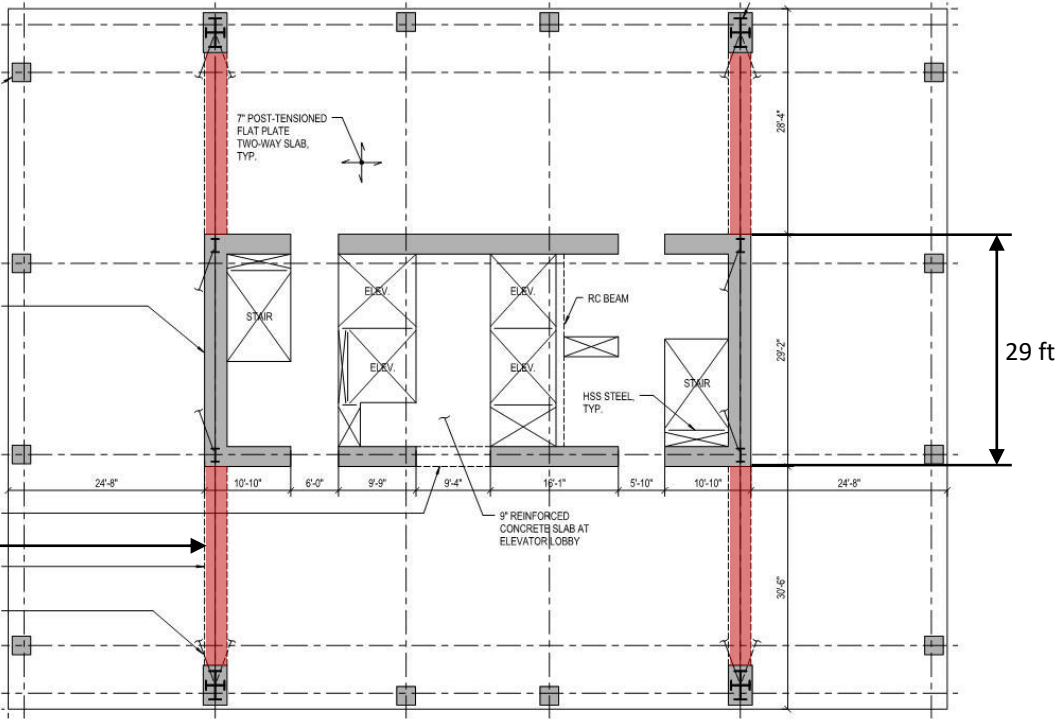 7" POST-TENSIONED
FLAT PLATE
TWO-WAY SLAB,
TYP.
28'-4"
ELEV.
ELEV.
RC BEAM
STAIR
29'-2"
29 ft
ELEV.
ELEV.
STAIR
HSS STEEL,
TYP.
24'-8"
10'-10"
6'-0"
9'-9"
9'-4"
16'-1"
5'-10"
10'-10"
24'-8"
9" REINFORCED
CONCRETE SLAB AT
ELEVATOR LOBBY
30'-6"